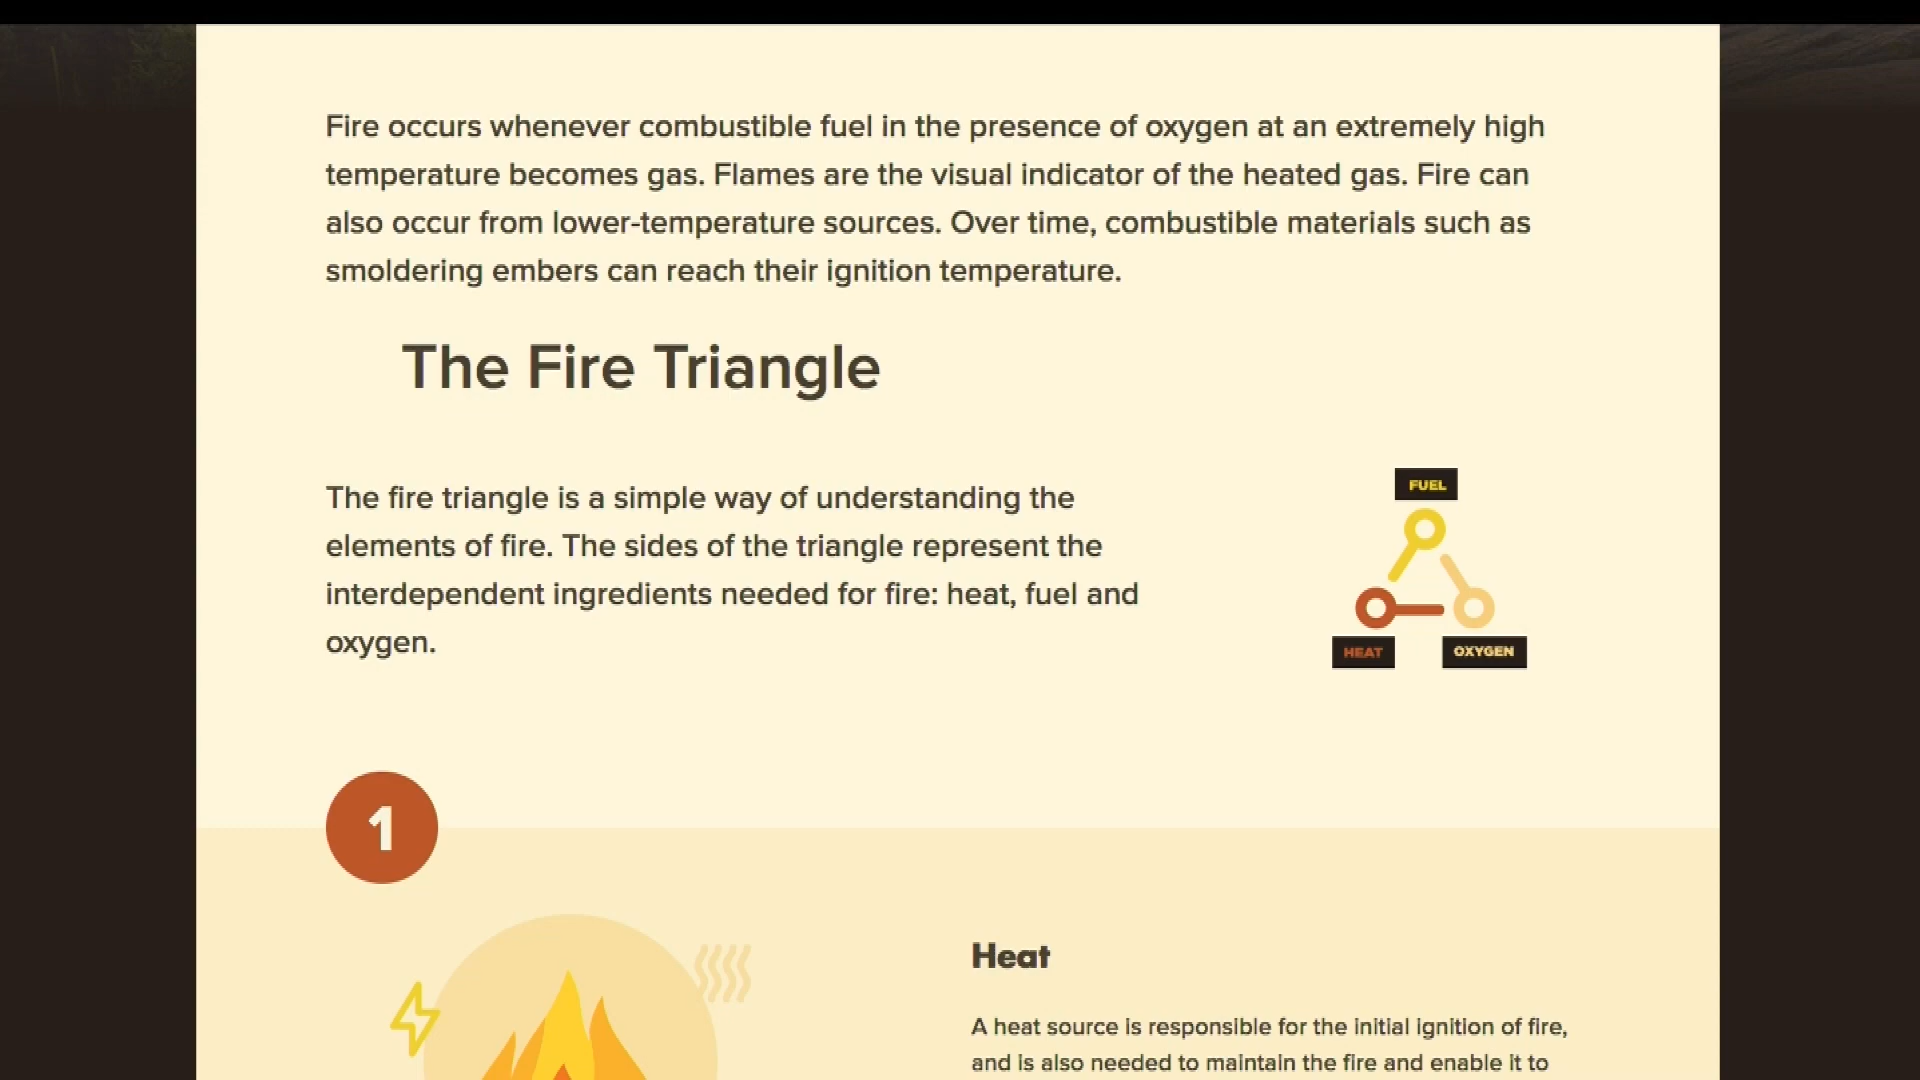 Fire occurs whenever combustible fuel in the presence of oxygen at an extremely high
temperature becomes gas. Flames are the visual indicator of the heated gas. Fire can
also occur from lower-temperature sources. Over time, combustible materials such as
smoldering embers can reach their ignition temperature.
The Fire Triangle
The fire triangle is a simple way of understanding the
elements of fire. The sides of the triangle represent the
interdependent ingredients needed for fire: heat, fuel and
oxygen.
FUEL
HEAT
OXYGEN
1
Heat
A heat source is responsible for the initial ignition of fire,
and is also needed to maintain the fire and enable it to